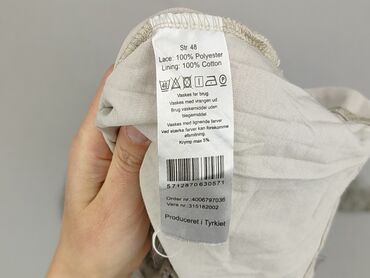 Str. 48
Lace: 100% Polyester
Lining: 100% Cotton
40
Vaskes før brug
Vaskes med vrangen ud.
Brug vaskemiddel uden
blegemiddel.
Vaskes med lignende farver
Ved stærke farver kan forekomme
afsmitning.
Krymp max 5%
5712870630571
Order nr.:4006797036
Vare nr.:315162002
Produceret i Tyrkiet